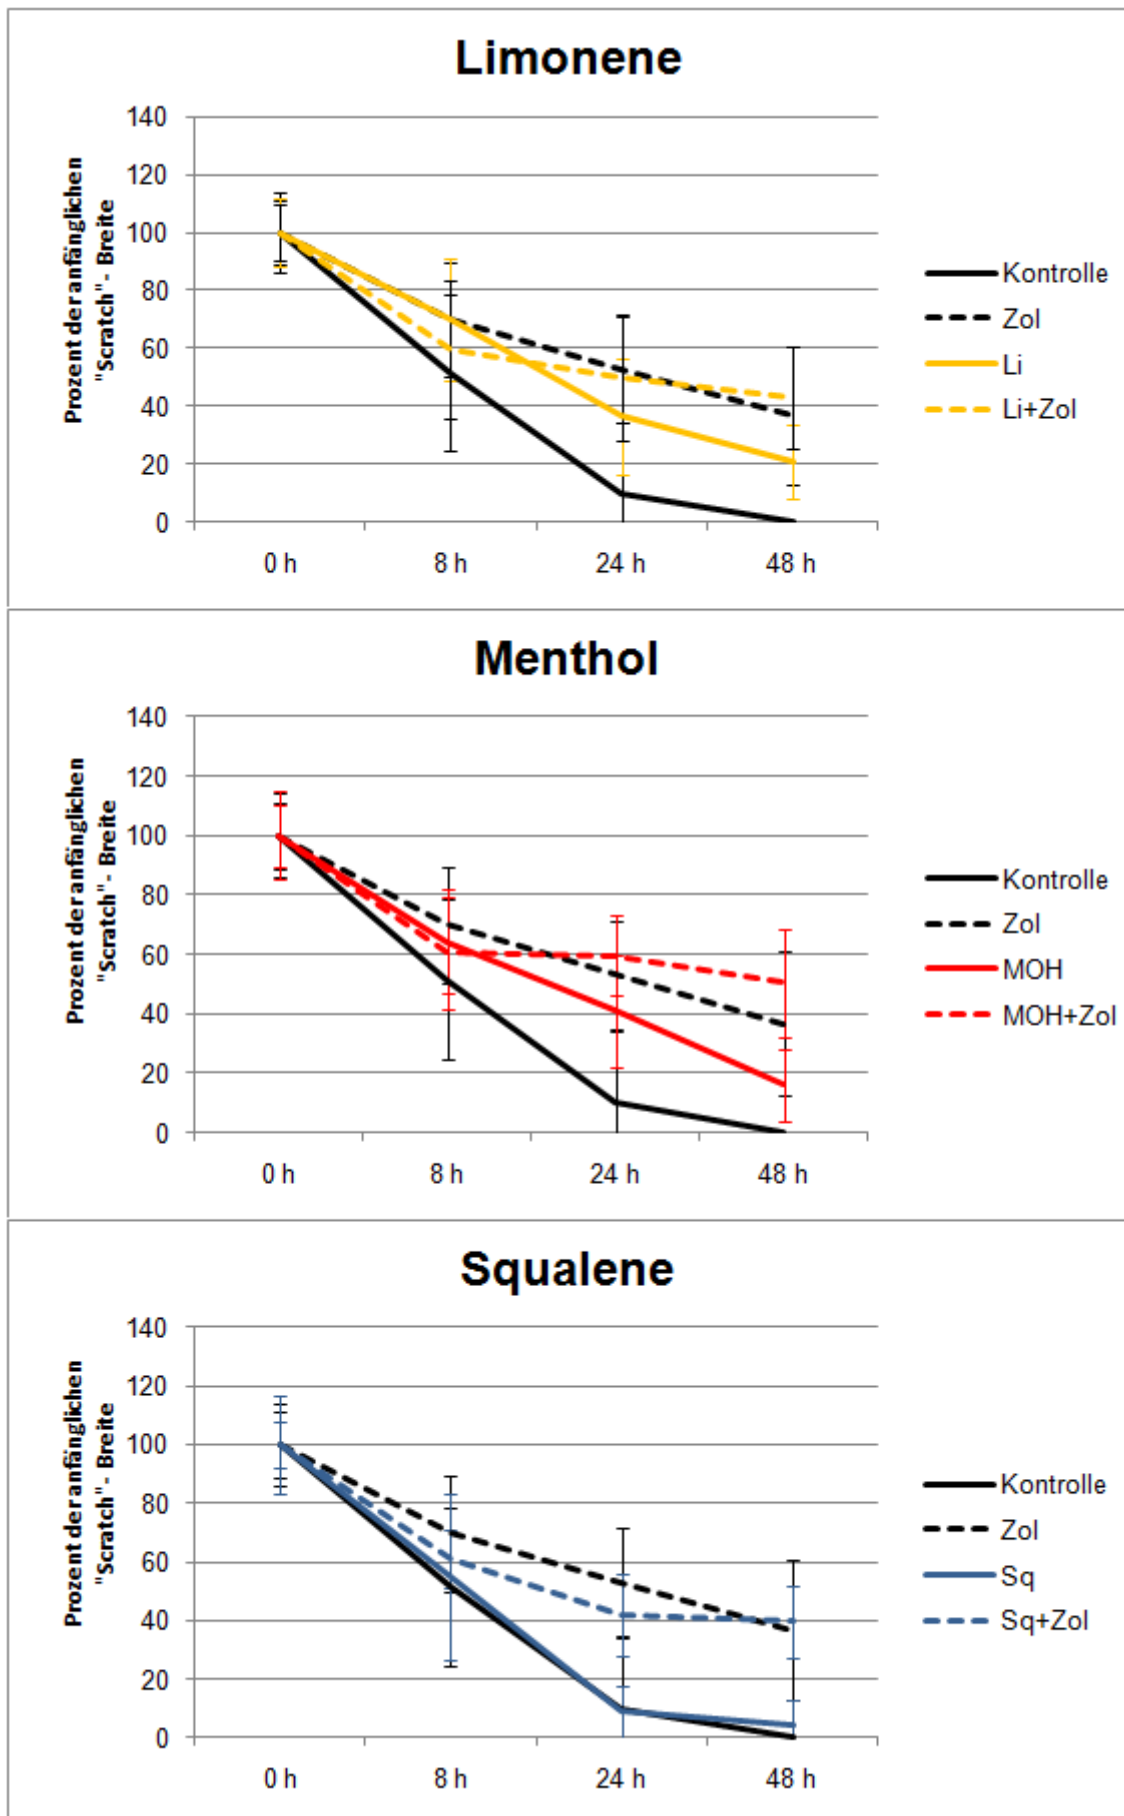 Limonene
Prozent der anfänglichen
"Scratch"- Breite
140
120
100
80
60
40
20
0
0 h
8 h
24 h
48 h
Kontrolle
Zol
Li
Li+Zol
Menthol
Prozent der anfänglichen
"Scratch"- Breite
140
120
100
80
60
40
20
0
0 h
8 h
24 h
48 h
Kontrolle
Zol
MOH
MOH+Zol
Squalene
Prozent der anfänglichen
"Scratch"- Breite
140
120
100
80
60
40
20
0
0 h
8 h
24 h
48 h
Kontrolle
Zol
Sq
Sq+Zol